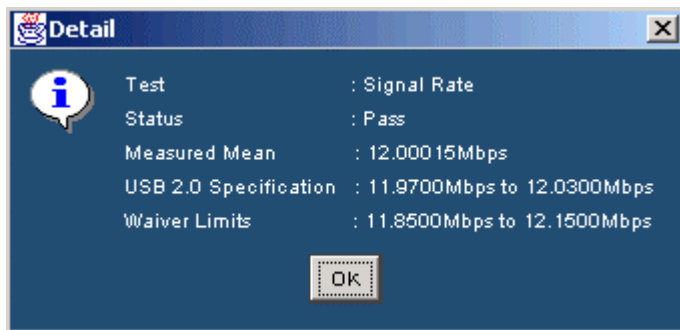 Detail
Test : Signal Rate
Status : Pass
Measured Mean : 12.00015Mbps
USB 2.0 Specification : 11.9700Mbps to 12.0300Mbps
Waiver Limits : 11.8500Mbps to 12.1500Mbps
OK